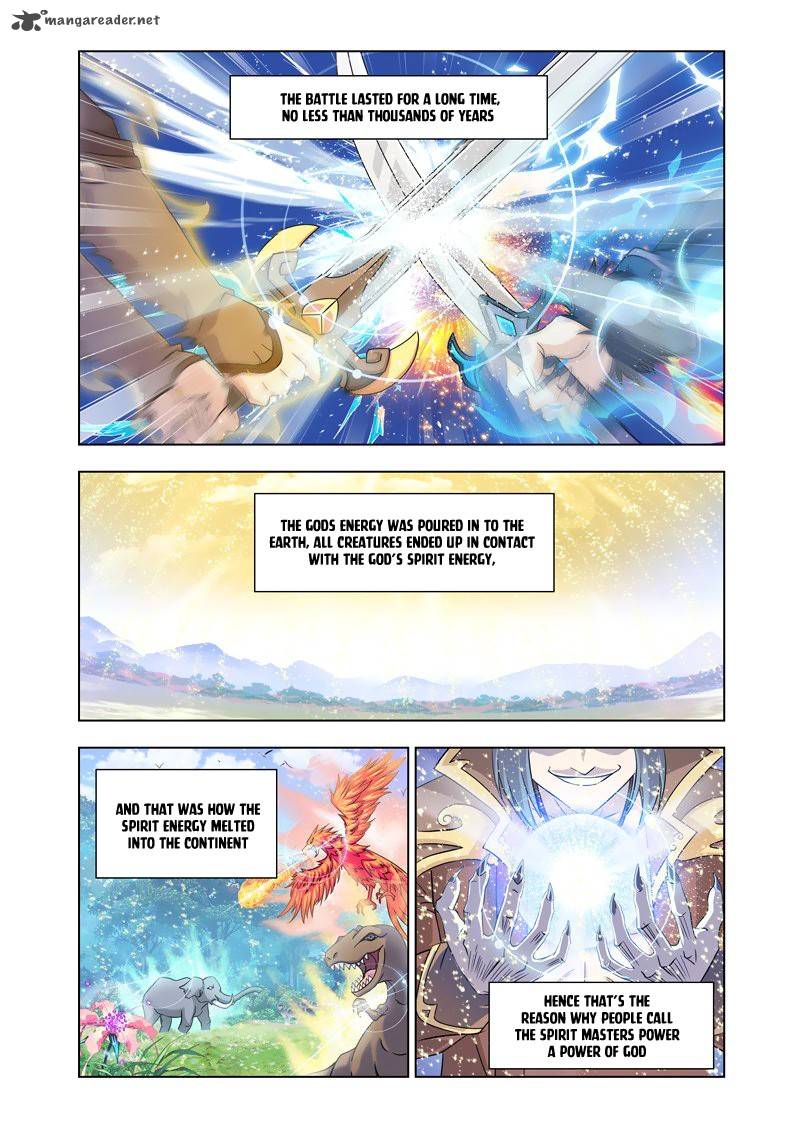 mangareader.net
THE BATTLE LASTED FOR A LONG TIME,
NO LESS THAN THOUSANDS OF YEARS
THE GODS ENERGY WAS POURED IN TO THE
EARTH, ALL CREATURES ENDED UP IN CONTACT
WITH THE GOD'S SPIRIT ENERGY,
AND THAT WAS HOW THE
SPIRIT ENERGY MELTED
INTO THE CONTINENT
HENCE THAT'S THE
REASON WHY PEOPLE CALL
THE SPIRIT MASTERS POWER
A POWER OF GOD